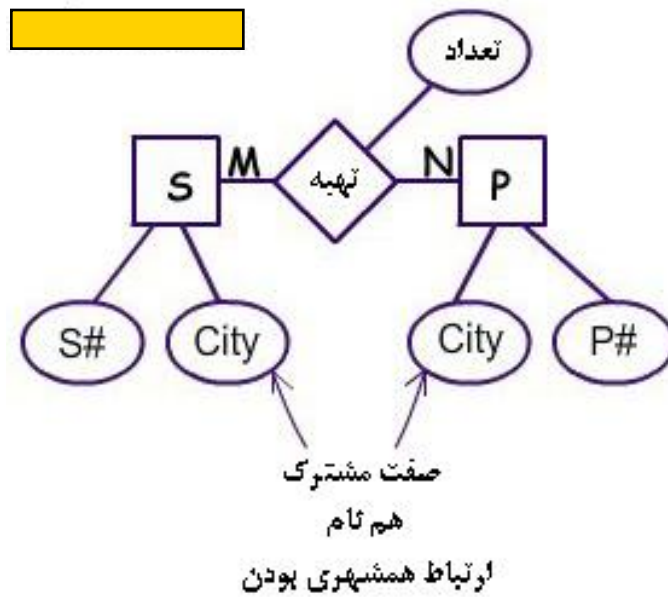 تعداد
S M تهیه N P
S# City City P#
صفت مشترک
هم نام
ارتباط همشهری بودن